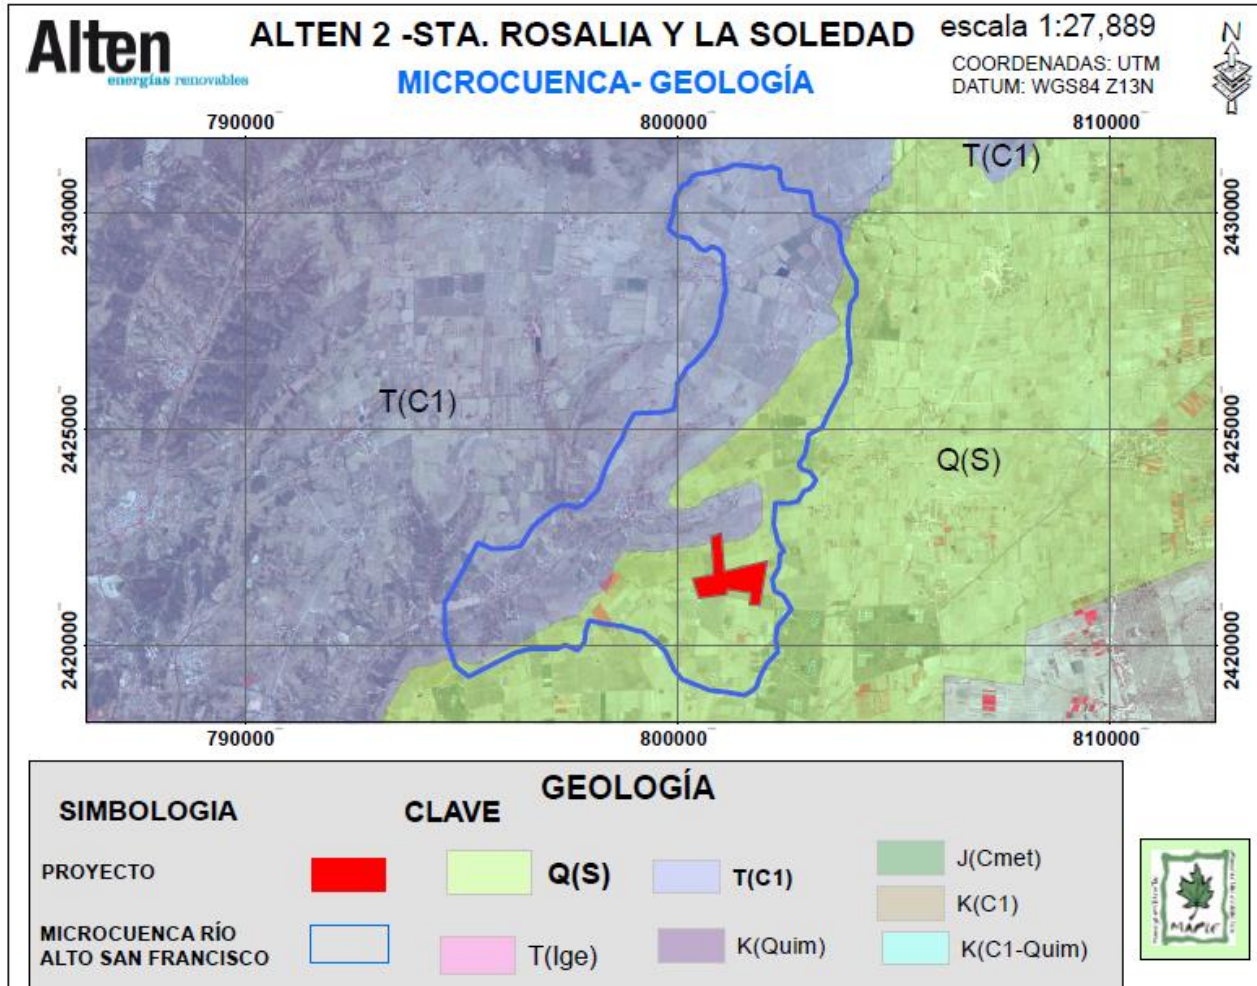 Alten
energías renovables
ALTEN 2 -STA. ROSALIA Y LA SOLEDAD
MICROCUENCA- GEOLOGÍA
escala 1:27,889
COORDENADAS: UTM
DATUM: WGS84 Z13N
N
790000
800000
810000
2430000
2425000
2420000
T(C1)
T(C1)
Q(S)
2430000
2425000
2420000
790000
800000
810000
GEOLOGÍA
SIMBOLOGIA
CLAVE
PROYECTO
Q(S)
T(C1)
J(Cmet)
K(C1)
MICROCUENCA RÍO
ALTO SAN FRANCISCO
T(Ige)
K(Quim)
K(C1-Quim)
MAPLE